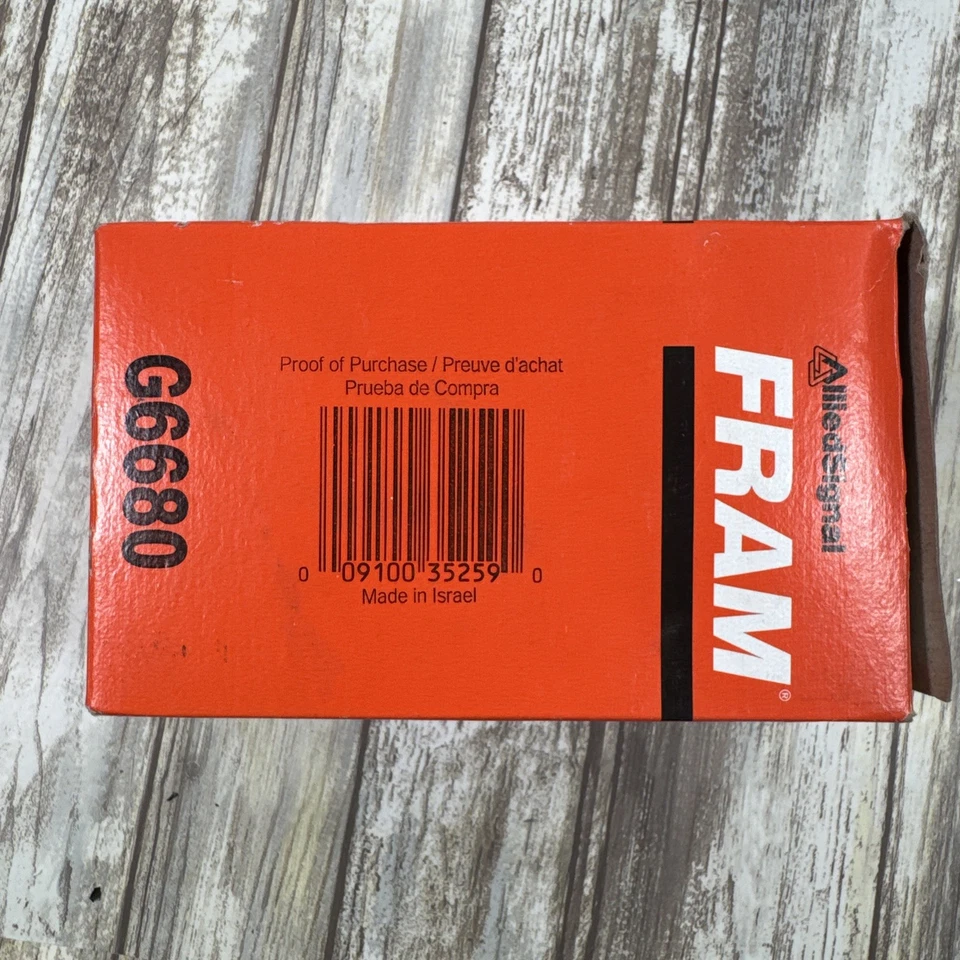 AlliedSignal
FRAM®
Proof of Purchase / Preuve d'achat
Prueba de Compra
0 09100 35259 0
Made in Israel
G6680